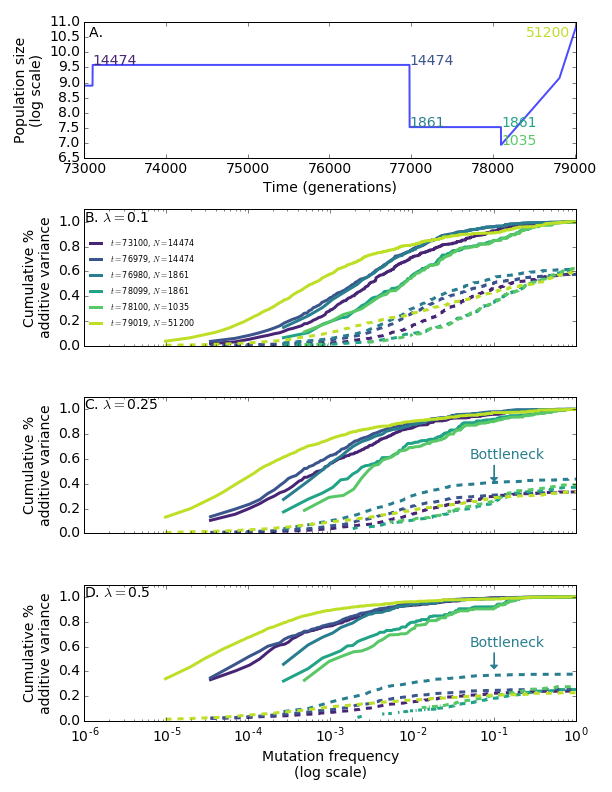 A.
51200
14474
14474
1861
1861
1035
11.0
10.5
10.0
9.5
9.0
8.5
8.0
7.5
7.0
6.5
Population size
(log scale)
73000 74000 75000 76000 77000 78000 79000
Time (generations)
B. λ = 0.1
t = 73100, N = 14474
t = 76979, N = 14474
t = 76980, N = 1861
t = 78099, N = 1861
t = 78100, N = 1035
t = 79019, N = 51200
1.0
0.8
0.6
0.4
0.2
0.0
Cumulative %
additive variance
C. λ = 0.25
Bottleneck
1.0
0.8
0.6
0.4
0.2
0.0
Cumulative %
additive variance
D. λ = 0.5
Bottleneck
1.0
0.8
0.6
0.4
0.2
0.0
Cumulative %
additive variance
10⁻⁶ 10⁻⁵ 10⁻⁴ 10⁻³ 10⁻² 10⁻¹ 10⁰
Mutation frequency
(log scale)